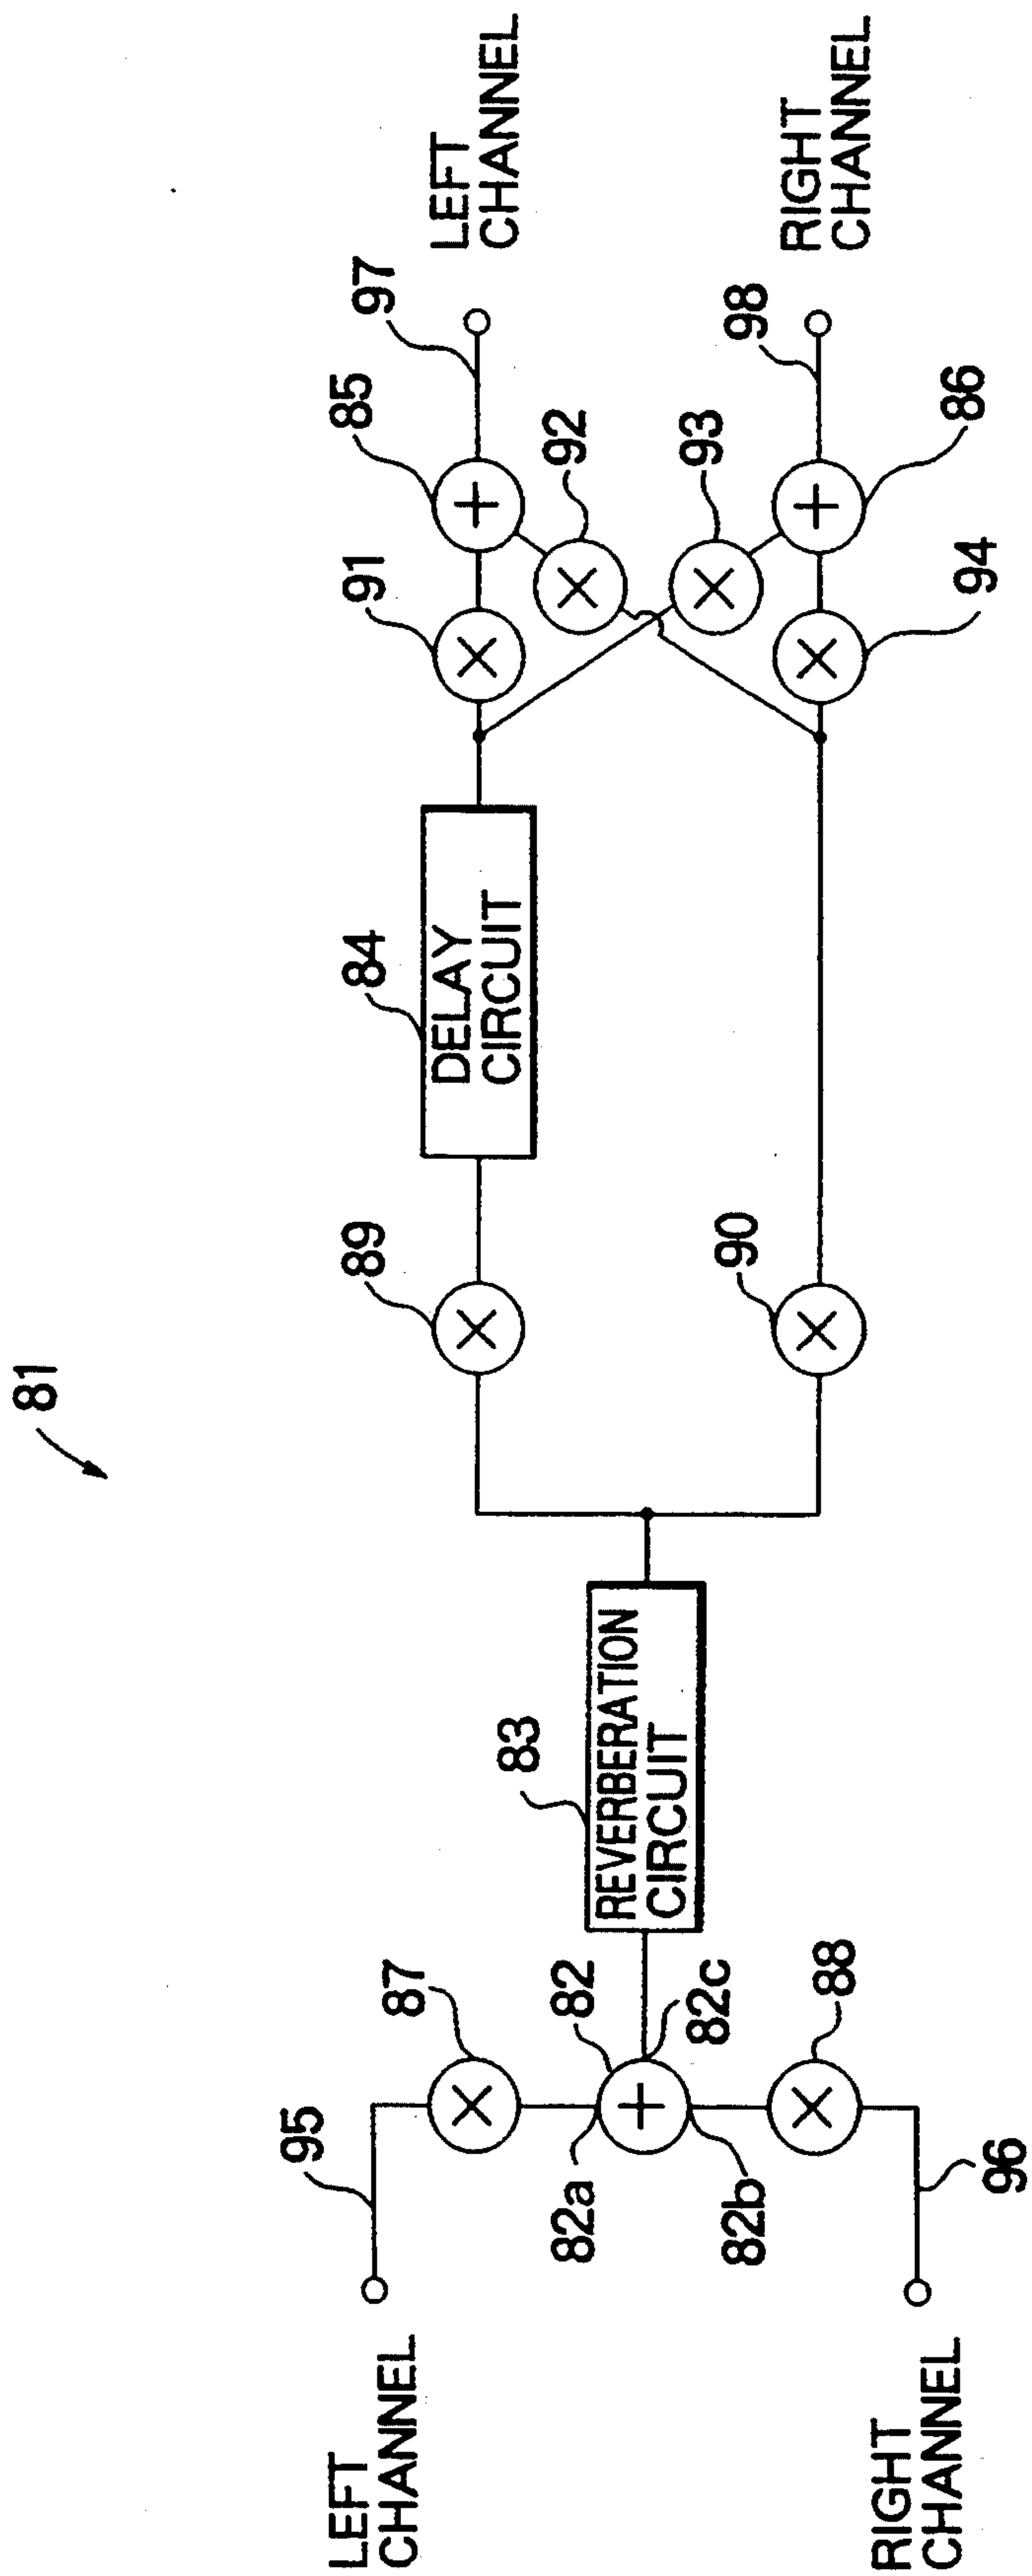 81
LEFT
CHANNEL
95
87
82a
82
82c
82b
88
96
RIGHT
CHANNEL
83
REVERBERATION
CIRCUIT
89
90
84
DELAY
CIRCUIT
91
85
92
93
94
86
97
98
LEFT
CHANNEL
RIGHT
CHANNEL